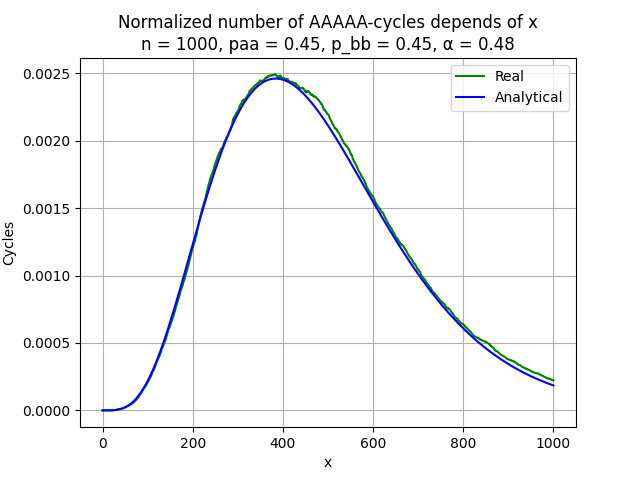 Normalized number of AAAAA-cycles depends of x
n = 1000, paa = 0.45, p_bb = 0.45, α = 0.48
Real
Analytical
0.0025
0.0020
0.0015
0.0010
0.0005
0.0000
Cycles
0 200 400 600 800 1000
x